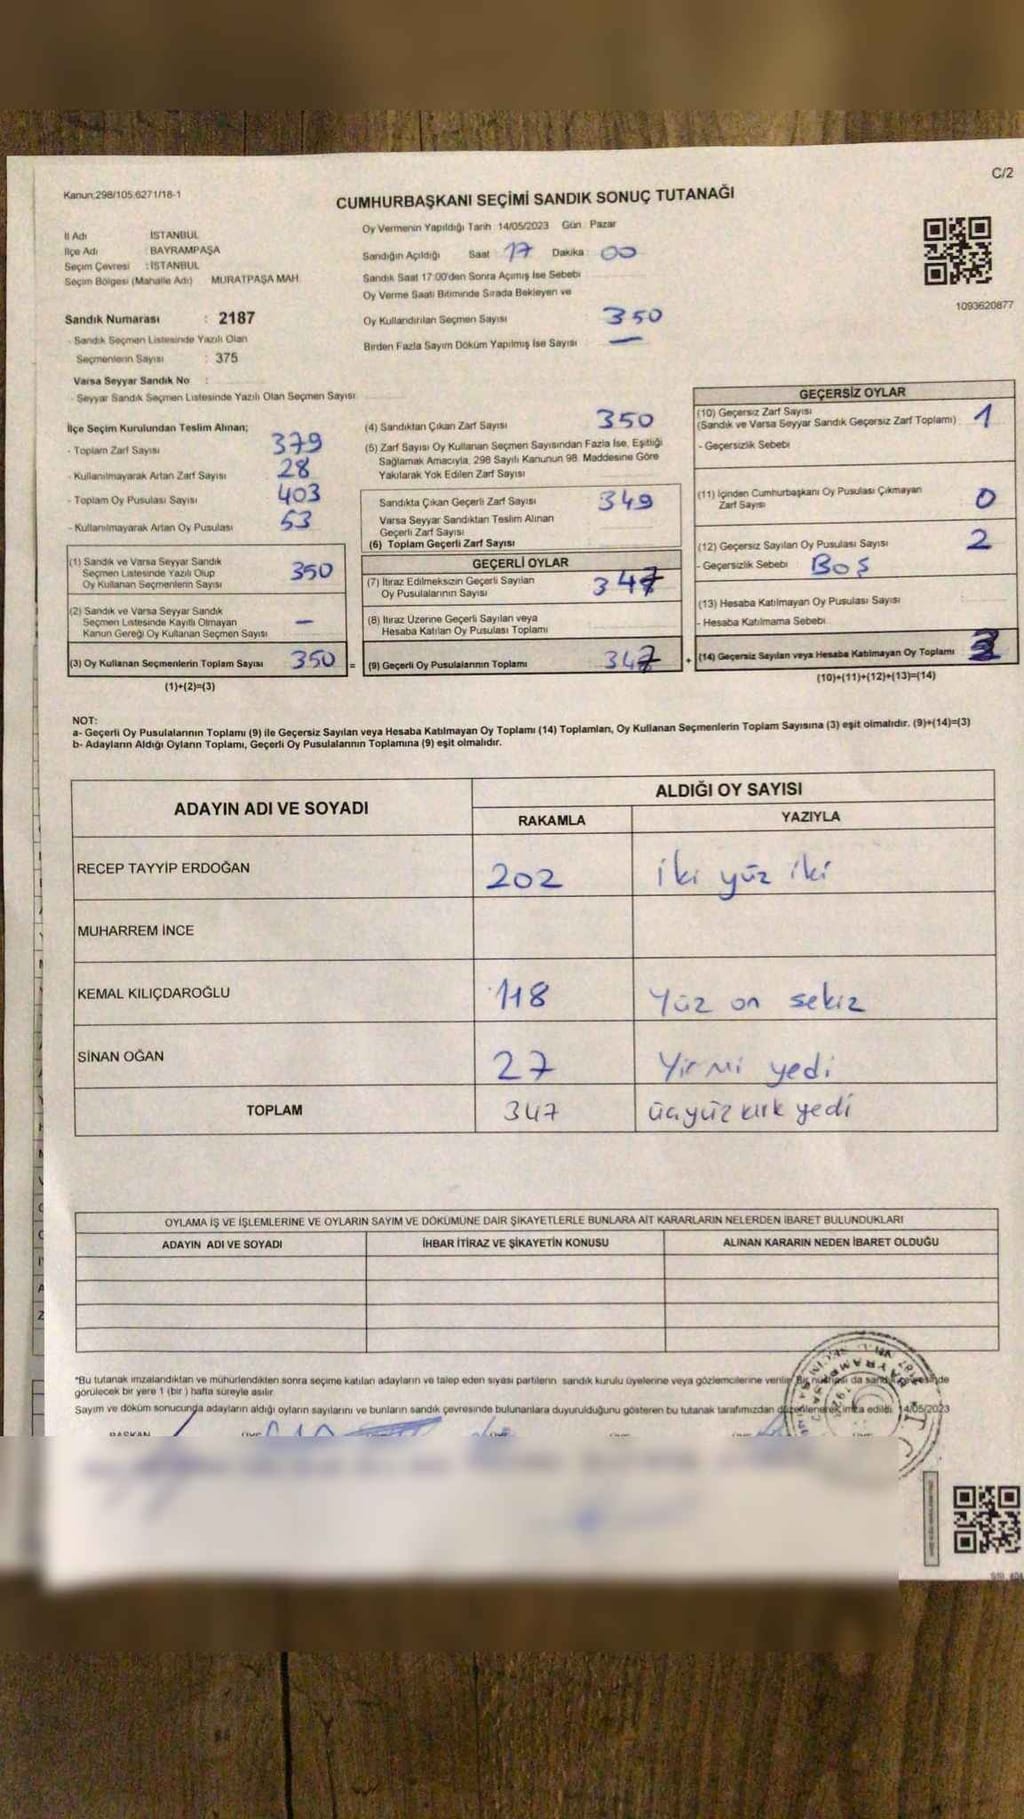 C/2
Kanun:298/105.6271/18-1
CUMHURBAŞKANI SEÇİMİ SANDIK SONUÇ TUTANAĞI
İl Adı İSTANBUL
İlçe Adı BAYRAMPAŞA
Seçim Çevresi : İSTANBUL
Seçim Bölgesi (Mahalle Adı) MURATPAŞA MAH.
Oy Vermenin Yapıldığı Tarih 14/05/2023 Gün Pazar
Sandığın Açıldığı Saat 17 Dakika 00
Sandık Saat 17:00'den Sonra Açımış İse Sebebi
Oy Verme Saati Bitiminde Sırada Bekleyen ve
Oy Kullandırılan Seçmen Sayısı 350
Birden Fazla Sayım Döküm Yapılmış İse Sayısı —
1093620877
Sandık Numarası : 2187
- Sandık Seçmen Listesinde Yazılı Olan
Seçmenlerin Sayısı : 375
Varsa Seyyar Sandık No :
- Seyyar Sandık Seçmen Listesinde Yazılı Olan Seçmen Sayısı
İlçe Seçim Kurulundan Teslim Alınan;
- Toplam Zarf Sayısı 379
- Kullanılmayarak Artan Zarf Sayısı 28
- Toplam Oy Pusulası Sayısı 403
- Kullanılmayarak Artan Oy Pusulası 53
(1) Sandık ve Varsa Seyyar Sandık
Seçmen Listesinde Yazılı Olup
Oy Kullanan Seçmenlerin Sayısı 350
(2) Sandık ve Varsa Seyyar Sandık
Seçmen Listesinde Kayıtlı Olmayan
Kanun Gereği Oy Kullanan Seçmen Sayısı —
(3) Oy Kullanan Seçmenlerin Toplam Sayısı 350 =
(1)+(2)=(3)
(4) Sandıktan Çıkan Zarf Sayısı 350
(5) Zarf Sayısı Oy Kullanan Seçmen Sayısından Fazla İse, Eşitliği
Sağlamak Amacıyla, 298 Sayılı Kanunun 98. Maddesine Göre
Yakılarak Yok Edilen Zarf Sayısı
Sandıkta Çıkan Geçerli Zarf Sayısı 349
Varsa Seyyar Sandıktan Teslim Alınan
Geçerli Zarf Sayısı
(6) Toplam Geçerli Zarf Sayısı
GEÇERLİ OYLAR
(7) İtiraz Edilmeksizin Geçerli Sayılan
Oy Pusulalarının Sayısı 347
(8) İtiraz Üzerine Geçerli Sayılan veya
Hesaba Katılan Oy Pusulası Toplamı
(9) Geçerli Oy Pusulalarının Toplamı 347 +
GEÇERSİZ OYLAR
(10) Geçersiz Zarf Sayısı
(Sandık ve Varsa Seyyar Sandık Geçersiz Zarf Toplamı) 1
- Geçersizlik Sebebi
(11) İçinden Cumhurbaşkanı Oy Pusulası Çıkmayan
Zarf Sayısı 0
(12) Geçersiz Sayılan Oy Pusulası Sayısı 2
- Geçersizlik Sebebi BOŞ
(13) Hesaba Katılmayan Oy Pusulası Sayısı
- Hesaba Katılmama Sebebi
(14) Geçersiz Sayılan veya Hesaba Katılmayan Oy Toplamı 3
(10)+(11)+(12)+(13)=(14)
NOT:
a- Geçerli Oy Pusulalarının Toplamı (9) ile Geçersiz Sayılan veya Hesaba Katılmayan Oy Toplamı (14) Toplamları, Oy Kullanan Seçmenlerin Toplam Sayısına (3) eşit olmalıdır. (9)+(14)=(3)
b- Adayların Aldığı Oyların Toplamı, Geçerli Oy Pusulalarının Toplamına (9) eşit olmalıdır.
ADAYIN ADI VE SOYADI ALDIĞI OY SAYISI
RAKAMLA YAZIYLA
RECEP TAYYİP ERDOĞAN 202 iki yüz iki
MUHARREM İNCE
KEMAL KILIÇDAROĞLU 118 Yüz on sekiz
SİNAN OĞAN 27 Yirmi yedi
TOPLAM 347 üçyüz kırk yedi
OYLAMA İŞ VE İŞLEMLERİNE VE OYLARIN SAYIM VE DÖKÜMÜNE DAİR ŞİKAYETLERLE BUNLARA AİT KARARLARIN NELERDEN İBARET BULUNDUKLARI
ADAYIN ADI VE SOYADI İHBAR İTİRAZ VE ŞİKAYETİN KONUSU ALINAN KARARIN NEDEN İBARET OLDUĞU
*Bu tutanak imzalandıktan ve mühürlendikten sonra seçime katılan adayların ve talep eden siyasi partilerin sandık kurulu üyelerine veya gözlemcilerine verilir. Bir nüshası da sandık çevresinde
görülecek bir yere 1 (bir) hafta süreyle asılır.
Sayım ve döküm sonucunda adayların aldığı oyların sayılarını ve bunların sandık çevresinde bulunanlara duyurulduğunu gösteren bu tutanak tarafımızdan düzenlenerek imza edildi. 14/05/2023
BAŞKAN